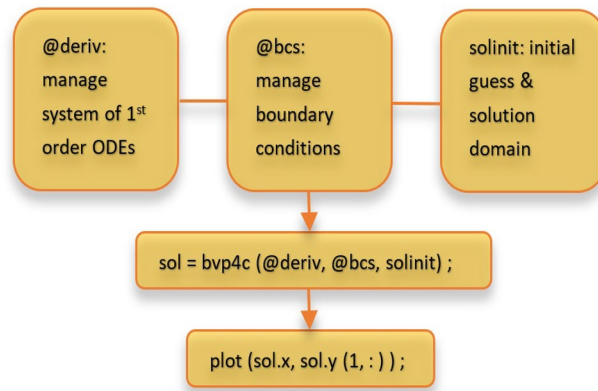 @deriv:
manage
system of 1st
order ODEs
@bcs:
manage
boundary
conditions
solinit: initial
guess &
solution
domain
sol = bvp4c (@deriv, @bcs, solinit) ;
plot (sol.x, sol.y (1, : ) ) ;